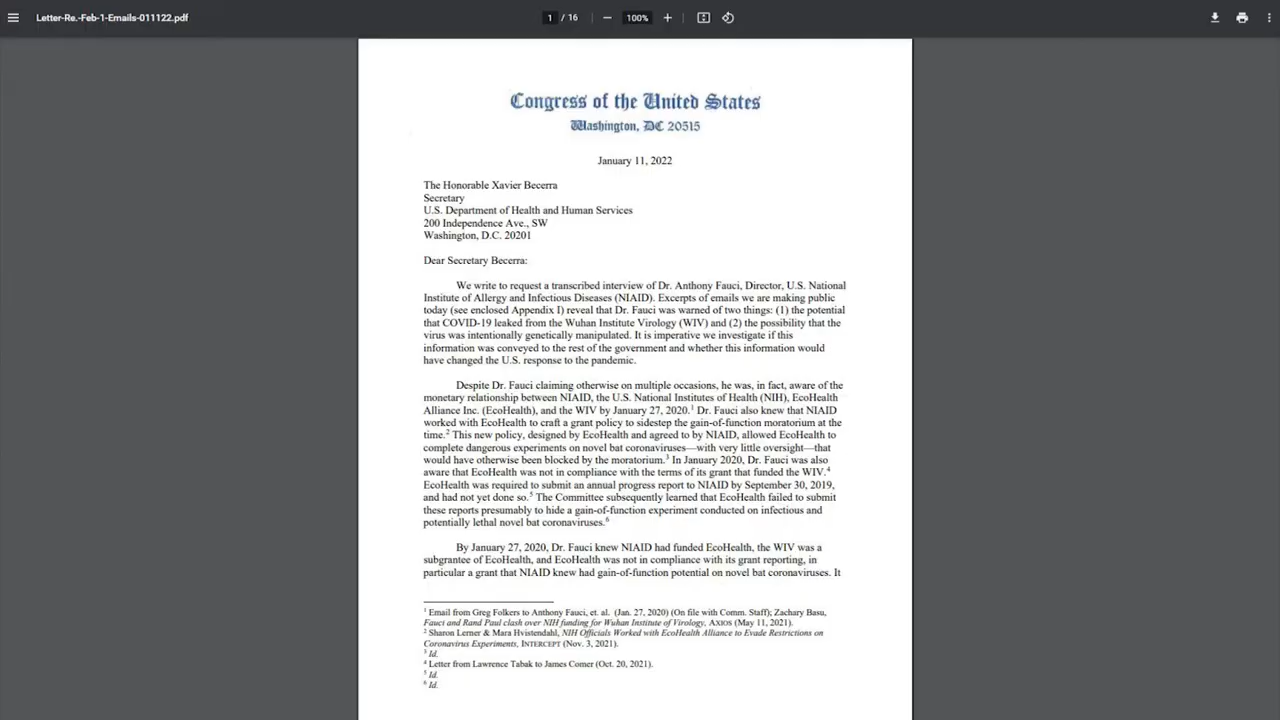 Letter-Re.-Feb-1-Emails-011122.pdf
1 / 16
100%
Congress of the United States
Washington, DC 20515
January 11, 2022
The Honorable Xavier Becerra
Secretary
U.S. Department of Health and Human Services
200 Independence Ave., SW
Washington, D.C. 20201
Dear Secretary Becerra:
We write to request a transcribed interview of Dr. Anthony Fauci, Director, U.S. National
Institute of Allergy and Infectious Diseases (NIAID). Excerpts of emails we are making public
today (see enclosed Appendix I) reveal that Dr. Fauci was warned of two things: (1) the potential
that COVID-19 leaked from the Wuhan Institute Virology (WIV) and (2) the possibility that the
virus was intentionally genetically manipulated. It is imperative we investigate if this
information was conveyed to the rest of the government and whether this information would
have changed the U.S. response to the pandemic.
Despite Dr. Fauci claiming otherwise on multiple occasions, he was, in fact, aware of the
monetary relationship between NIAID, the U.S. National Institutes of Health (NIH), EcoHealth
Alliance Inc. (EcoHealth), and the WIV by January 27, 2020.1 Dr. Fauci also knew that NIAID
worked with EcoHealth to craft a grant policy to sidestep the gain-of-function moratorium at the
time.2 This new policy, designed by EcoHealth and agreed to by NIAID, allowed EcoHealth to
complete dangerous experiments on novel bat coronaviruses—with very little oversight—that
would have otherwise been blocked by the moratorium.3 In January 2020, Dr. Fauci was also
aware that EcoHealth was not in compliance with the terms of its grant that funded the WIV.4
EcoHealth was required to submit an annual progress report to NIAID by September 30, 2019,
and had not yet done so.5 The Committee subsequently learned that EcoHealth failed to submit
these reports presumably to hide a gain-of-function experiment conducted on infectious and
potentially lethal novel bat coronaviruses.6
By January 27, 2020, Dr. Fauci knew NIAID had funded EcoHealth, the WIV was a
subgrantee of EcoHealth, and EcoHealth was not in compliance with its grant reporting, in
particular a grant that NIAID knew had gain-of-function potential on novel bat coronaviruses. It
1 Email from Greg Folkers to Anthony Fauci, et. al. (Jan. 27, 2020) (On file with Comm. Staff); Zachary Basu,
Fauci and Rand Paul clash over NIH funding for Wuhan Institute of Virology, AXIOS (May 11, 2021).
2 Sharon Lerner & Mara Hvistendahl, NIH Officials Worked with EcoHealth Alliance to Evade Restrictions on
Coronavirus Experiments, INTERCEPT (Nov. 3, 2021).
3 Id.
4 Letter from Lawrence Tabak to James Comer (Oct. 20, 2021).
5 Id.
6 Id.